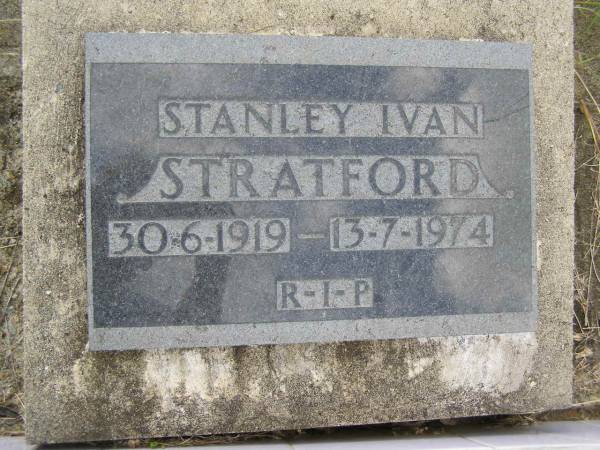 STANLEY IVAN
STRATFORD
30-6-1919 – 13-7-1974
R-I-P